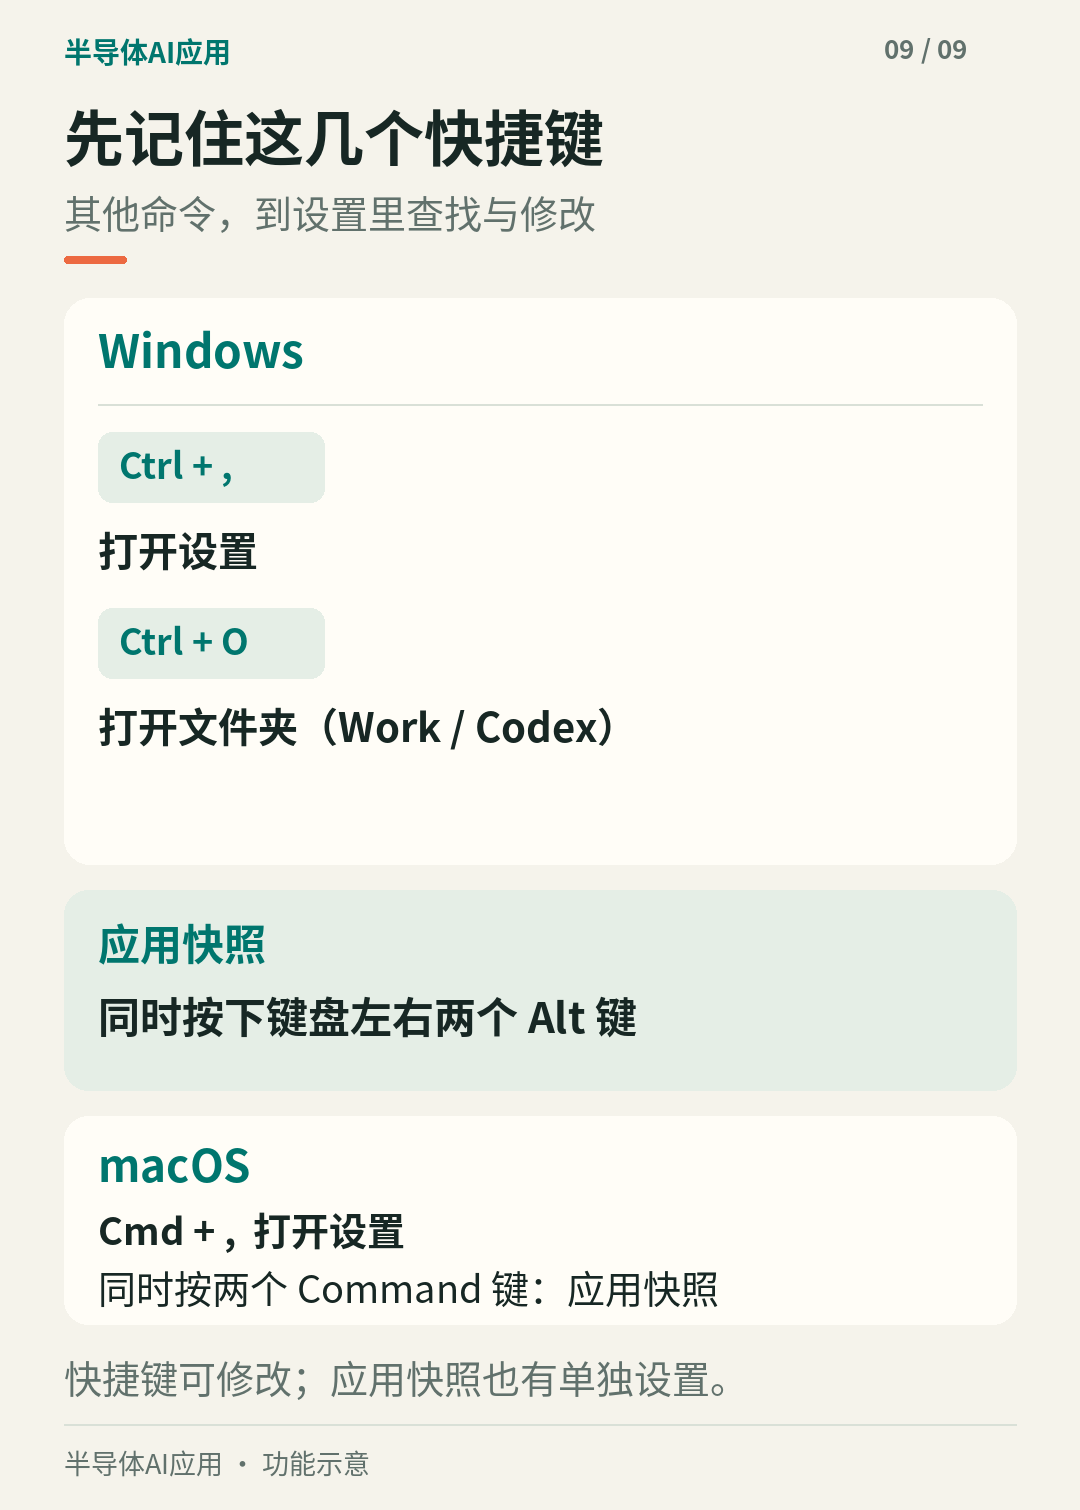 半导体AI应用
09 / 09
先记住这几个快捷键
其他命令，到设置里查找与修改
Windows
Ctrl + ,
打开设置
Ctrl + O
打开文件夹（Work / Codex）
应用快照
同时按下键盘左右两个 Alt 键
macOS
Cmd + , 打开设置
同时按两个 Command 键：应用快照
快捷键可修改；应用快照也有单独设置。
半导体AI应用 · 功能示意